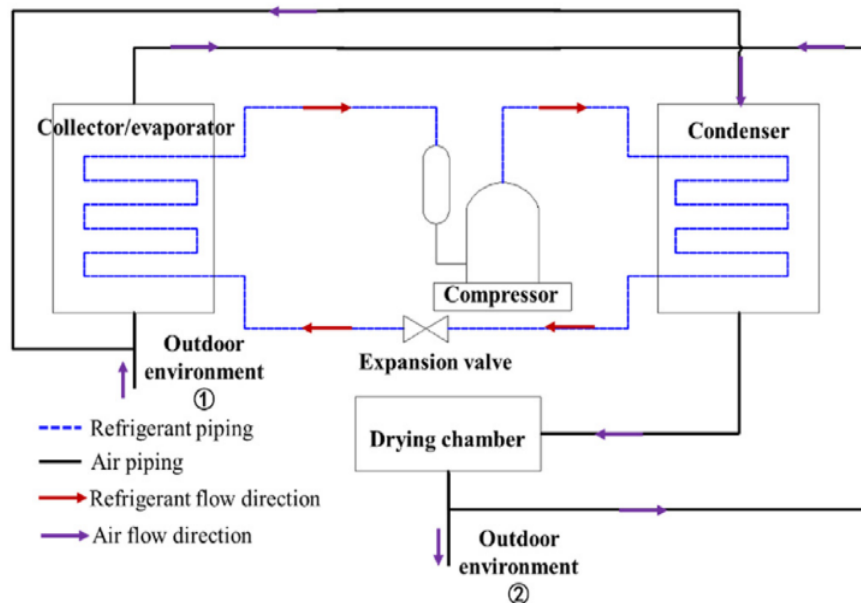 Collector/evaporator
Condenser
Compressor
Expansion valve
Outdoor
environment
①
Drying chamber
Refrigerant piping
Air piping
Refrigerant flow direction
Air flow direction
Outdoor
environment
②